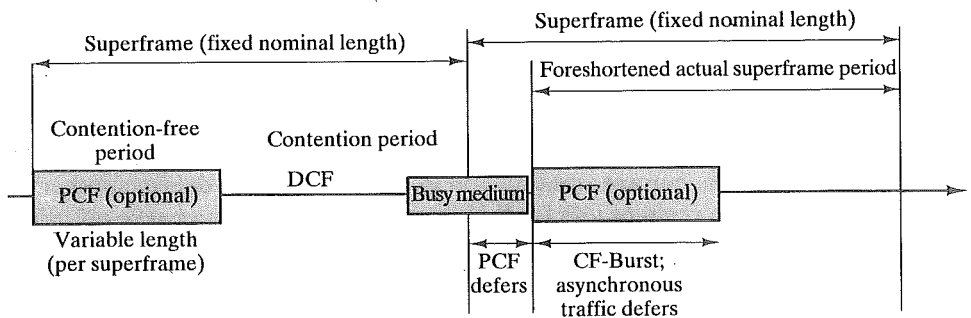 Superframe (fixed nominal length)
Superframe (fixed nominal length)
Foreshortened actual superframe period
Contention-free
period
Contention period
PCF (optional)
DCF
Busy medium
PCF (optional)
Variable length
(per superframe)
PCF
defers
CF-Burst;
asynchronous
traffic defers